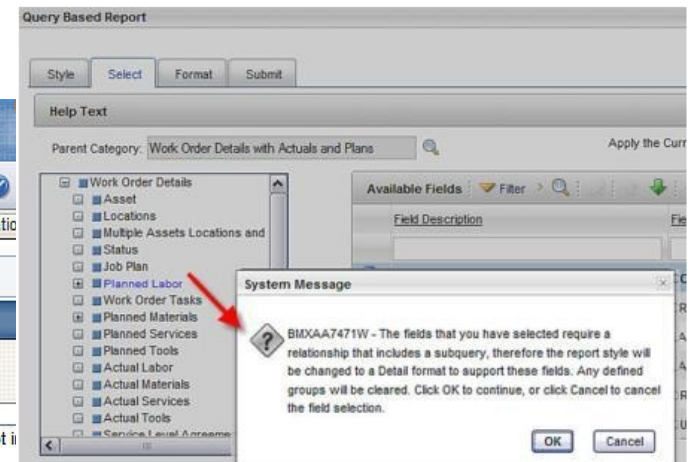 Query Based Report
Style
Select
Format
Submit
Help Text
Parent Category: Work Order Details with Actuals and Plans
Apply the Curr
Work Order Details
Asset
Locations
Multiple Assets Locations and
Status
Job Plan
Planned Labor
Work Order Tasks
Planned Materials
Planned Services
Planned Tools
Actual Labor
Actual Materials
Actual Services
Actual Tools
Service Level Agreeme
Available Fields
Filter
Field Description
Fie
System Message
BMXAA7471W - The fields that you have selected require a
relationship that includes a subquery, therefore the report style will
be changed to a Detail format to support these fields. Any defined
groups will be cleared. Click OK to continue, or click Cancel to cancel
the field selection.
OK
Cancel